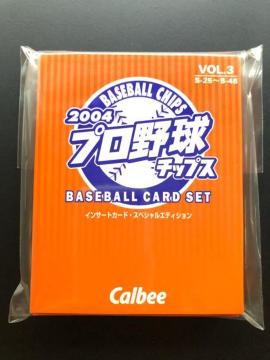 VOL.3
S-25〜S-48
BASEBALL CHIPS
2004
プロ野球
チップス
BASEBALL CARD SET
インサートカード・スペシャルエディション
Calbee